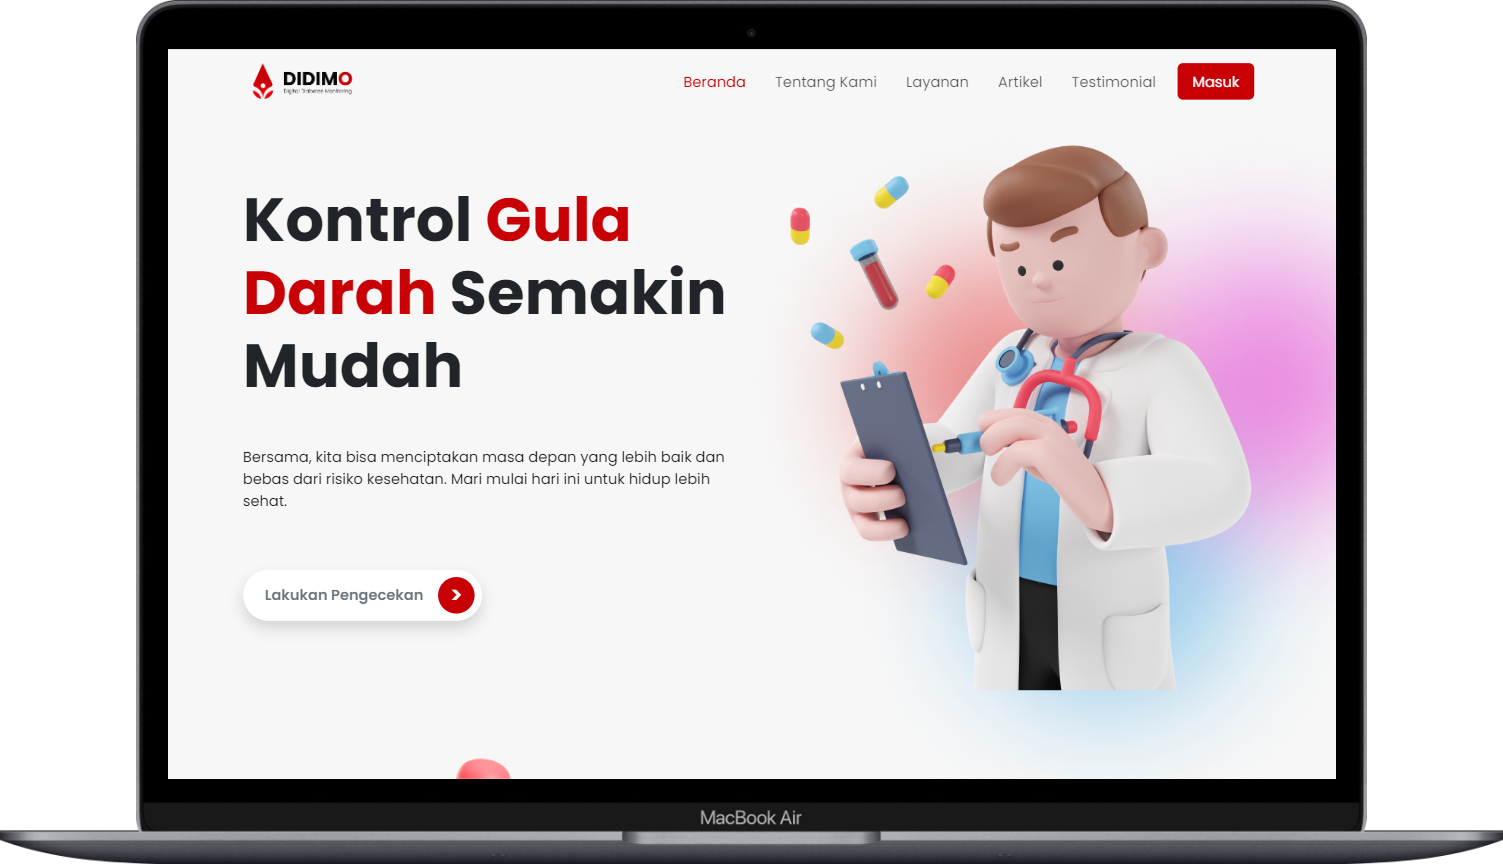 DIDIMO
Digital Diabetes Monitoring
Beranda
Tentang Kami
Layanan
Artikel
Testimonial
Masuk
Kontrol Gula
Darah Semakin
Mudah
Bersama, kita bisa menciptakan masa depan yang lebih baik dan
bebas dari risiko kesehatan. Mari mulai hari ini untuk hidup lebih
sehat.
Lakukan Pengecekan
MacBook Air